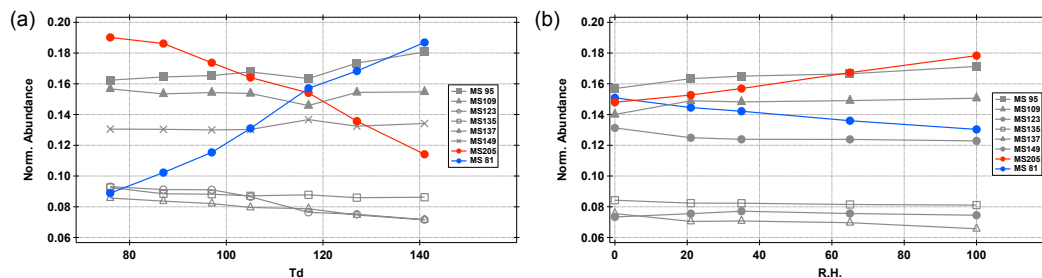 (a)
Norm. Abundance
0.20
0.18
0.16
0.14
0.12
0.10
0.08
0.06
80
100
120
140
Td
MS 95
MS109
MS123
MS135
MS137
MS149
MS205
MS 81
(b)
Norm. Abundance
0.20
0.18
0.16
0.14
0.12
0.10
0.08
0.06
0
20
40
60
80
100
R.H.
MS 95
MS109
MS123
MS135
MS137
MS149
MS205
MS 81